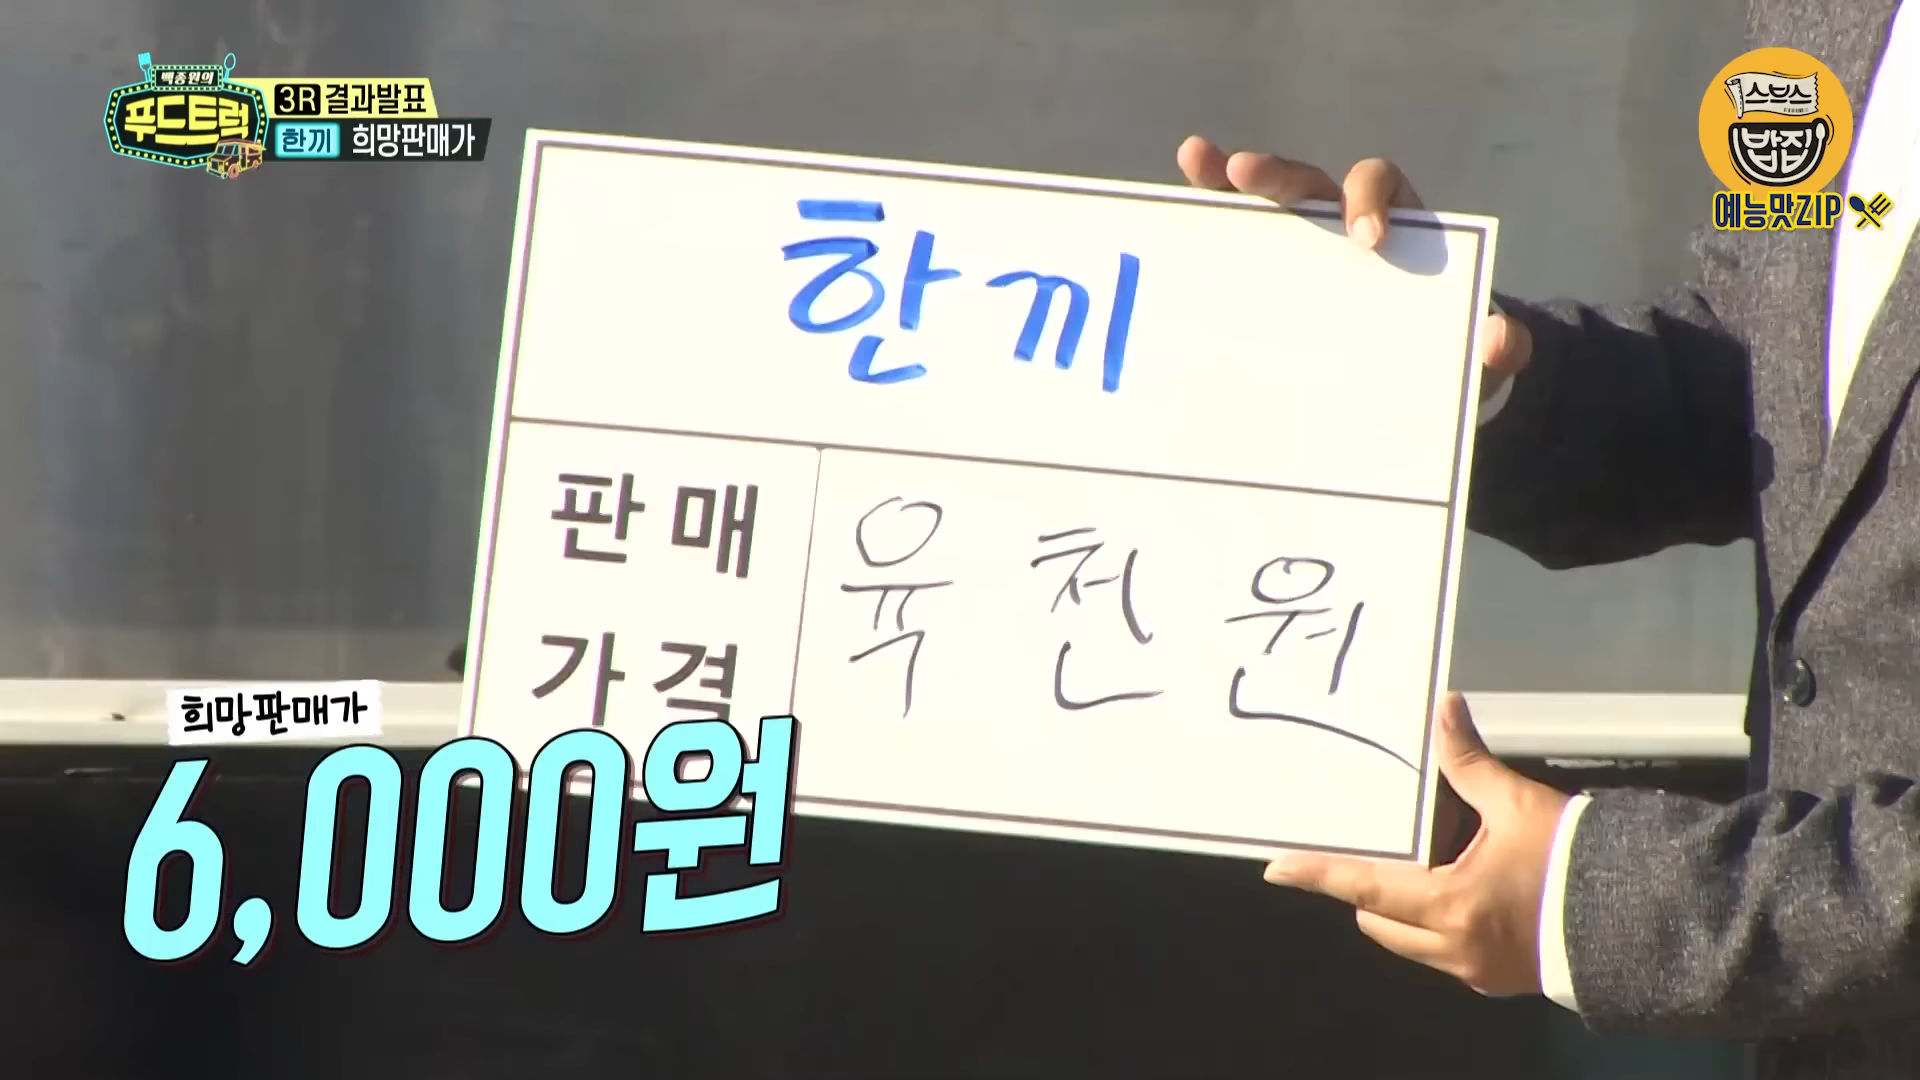 백종원의
푸드트럭
3R 결과발표
한끼 희망판매가
스브스
밥집
예능맛ZIP
한끼
판매
가격
육천원
희망판매가
6,000원